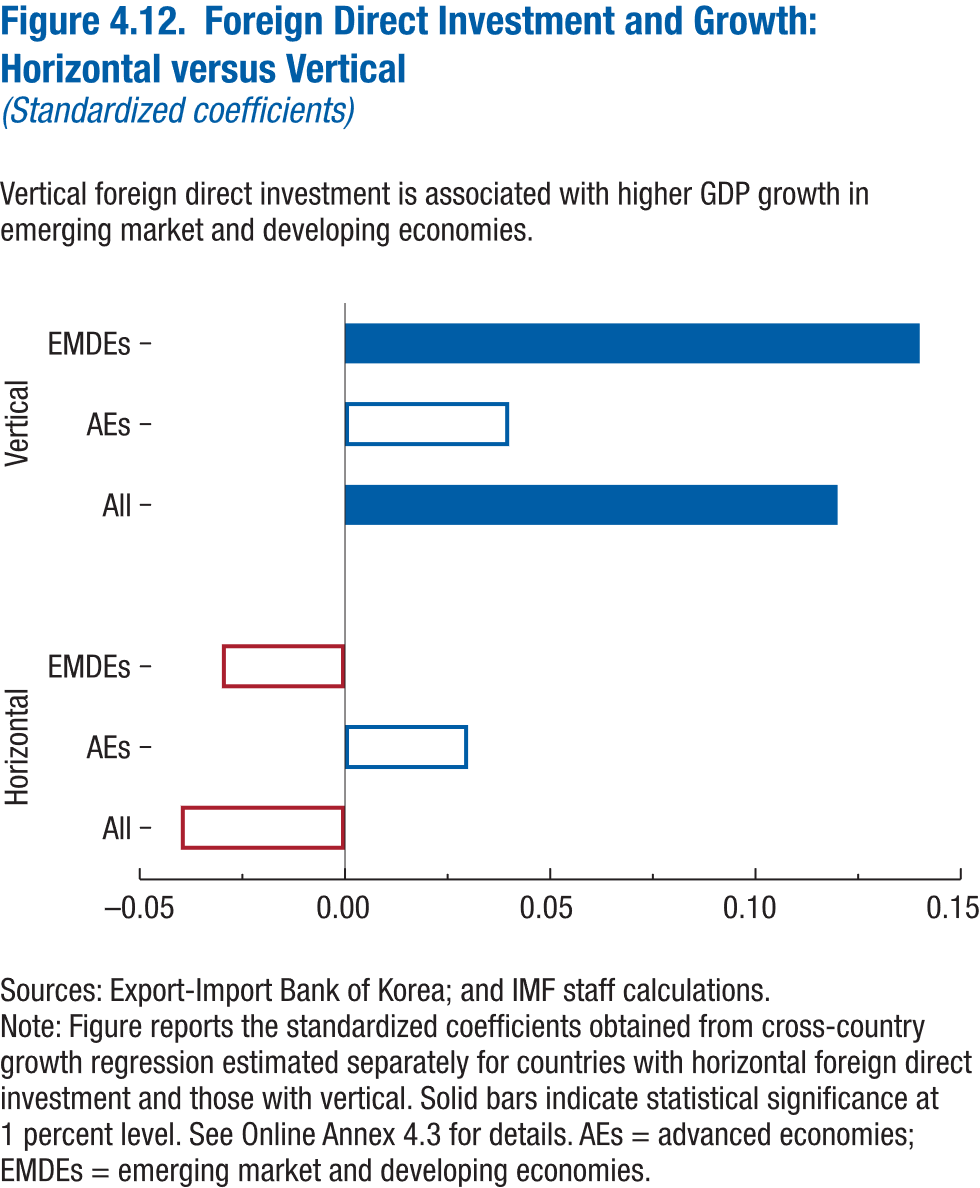 Figure 4.12. Foreign Direct Investment and Growth:
Horizontal versus Vertical
(Standardized coefficients)
Vertical foreign direct investment is associated with higher GDP growth in
emerging market and developing economies.
Vertical
EMDEs
AEs
All
Horizontal
EMDEs
AEs
All
–0.05 0.00 0.05 0.10 0.15
Sources: Export-Import Bank of Korea; and IMF staff calculations.
Note: Figure reports the standardized coefficients obtained from cross-country
growth regression estimated separately for countries with horizontal foreign direct
investment and those with vertical. Solid bars indicate statistical significance at
1 percent level. See Online Annex 4.3 for details. AEs = advanced economies;
EMDEs = emerging market and developing economies.